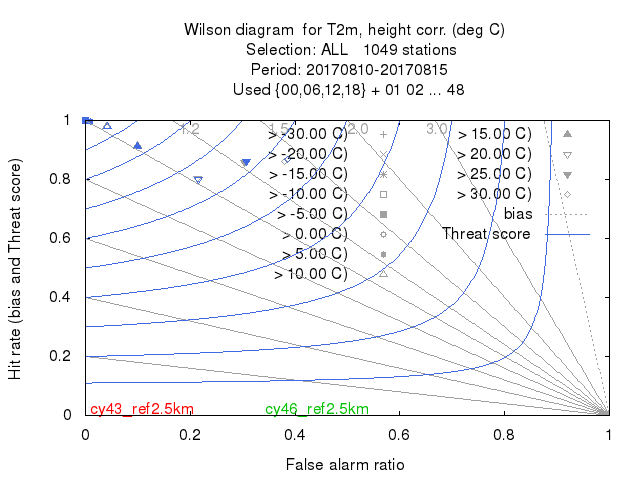 Wilson diagram for T2m, height corr. (deg C)
Selection: ALL 1049 stations
Period: 20170810-20170815
Used {00,06,12,18} + 01 02 ... 48
Hit rate (bias and Threat score)
1
0.8
0.6
0.4
0.2
0
1.2
1.5
2.0
3.0
> -30.00 C)
> -20.00 C)
> -15.00 C)
> -10.00 C)
> -5.00 C)
> 0.00 C)
> 5.00 C)
> 10.00 C)
> 15.00 C)
> 20.00 C)
> 25.00 C)
> 30.00 C)
bias
Threat score
cy43_ref2.5km
cy46_ref2.5km
0 0.2 0.4 0.6 0.8 1
False alarm ratio